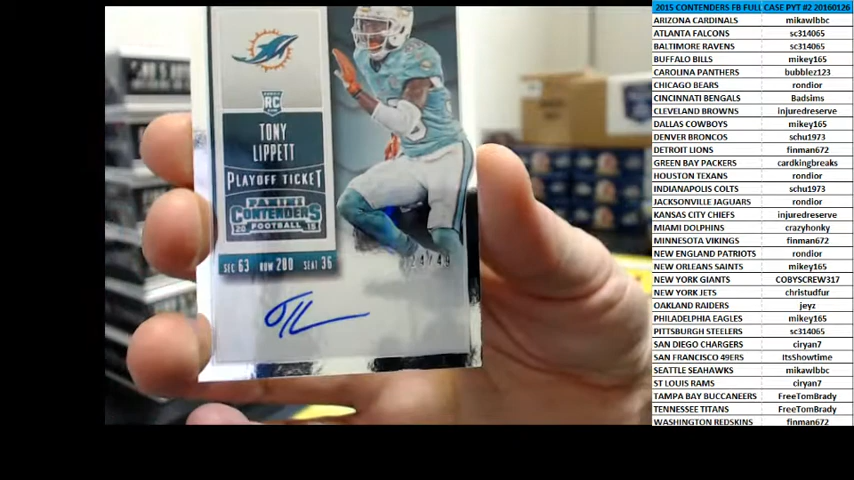 RC
TONY
LIPPETT
PLAYOFF TICKET
PANINI
CONTENDERS
20 FOOTBALL 15
SEC 63 ROW 280 SEAT 36
24/49
2015 CONTENDERS FB FULL CASE PYT #2 20160126
ARIZONA CARDINALS mikawlbbc
ATLANTA FALCONS sc314065
BALTIMORE RAVENS sc314065
BUFFALO BILLS mikey165
CAROLINA PANTHERS bubblez123
CHICAGO BEARS rondior
CINCINNATI BENGALS Badsims
CLEVELAND BROWNS injuredreserve
DALLAS COWBOYS mikey165
DENVER BRONCOS schu1973
DETROIT LIONS finman672
GREEN BAY PACKERS cardkingbreaks
HOUSTON TEXANS rondior
INDIANAPOLIS COLTS schu1973
JACKSONVILLE JAGUARS rondior
KANSAS CITY CHIEFS injuredreserve
MIAMI DOLPHINS crazyhonky
MINNESOTA VIKINGS finman672
NEW ENGLAND PATRIOTS rondior
NEW ORLEANS SAINTS mikey165
NEW YORK GIANTS COBYSCREW317
NEW YORK JETS christudfur
OAKLAND RAIDERS jeyz
PHILADELPHIA EAGLES mikey165
PITTSBURGH STEELERS sc314065
SAN DIEGO CHARGERS ciryan7
SAN FRANCISCO 49ERS ItsShowtime
SEATTLE SEAHAWKS mikawlbbc
ST LOUIS RAMS ciryan7
TAMPA BAY BUCCANEERS FreeTomBrady
TENNESSEE TITANS FreeTomBrady
WASHINGTON REDSKINS finman672